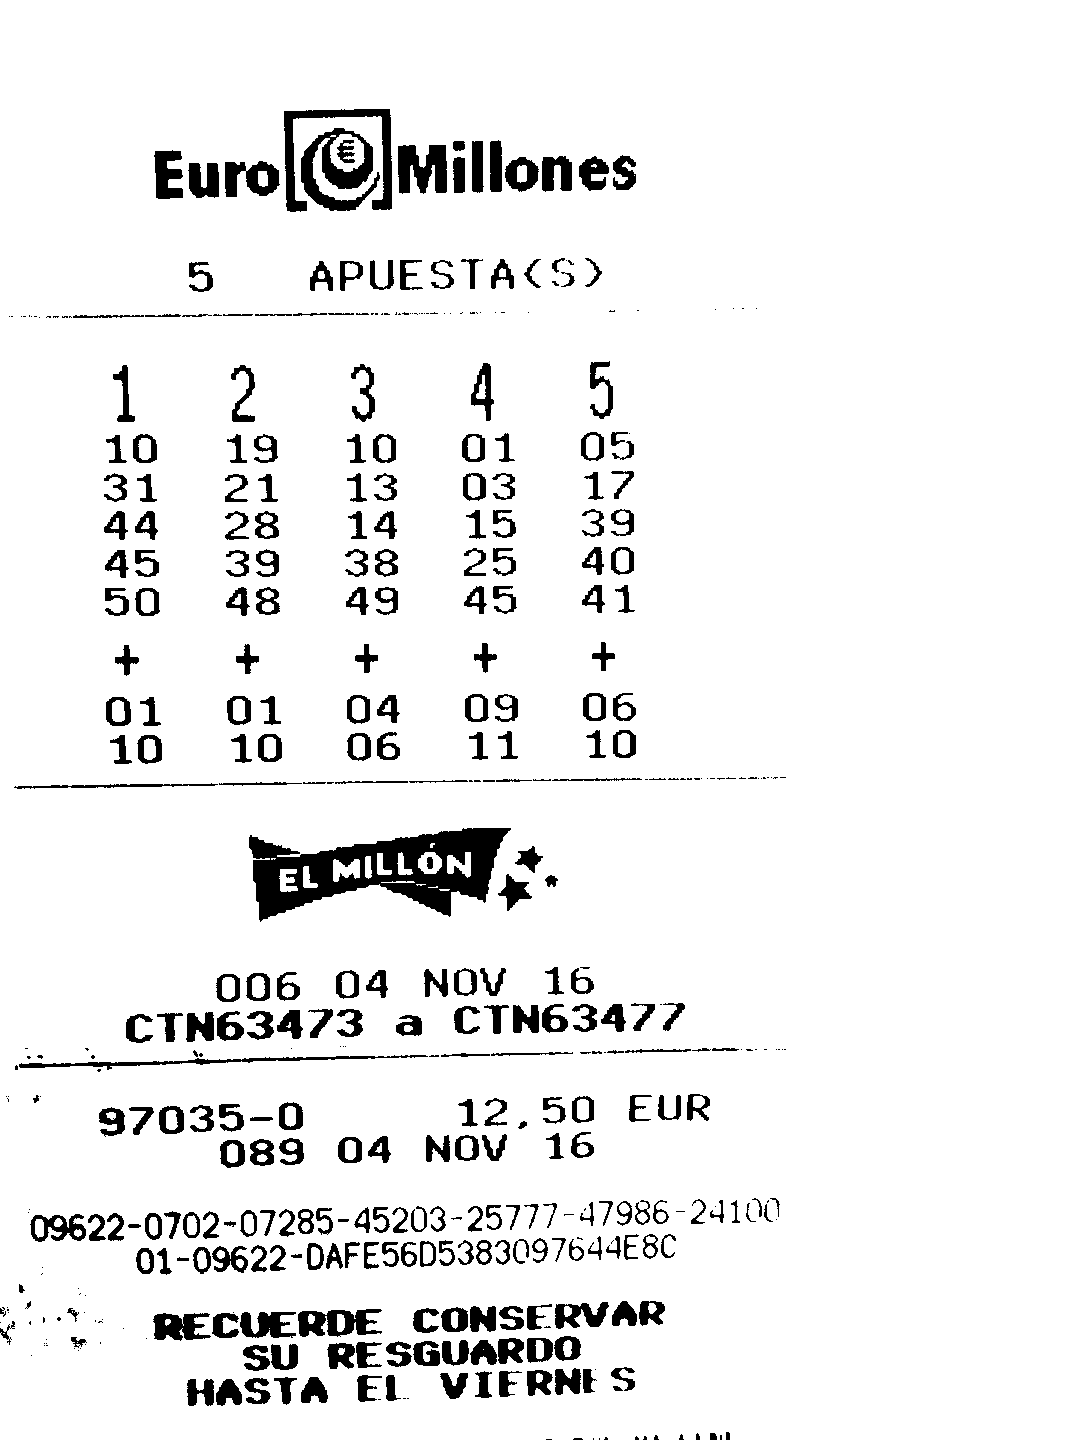 Euro Millones
5 APUESTA(S)
1 2 3 4 5
10 19 10 01 05
31 21 13 03 17
44 28 14 15 39
45 39 38 25 40
50 48 49 45 41
+ + + + +
01 01 04 09 06
10 10 06 11 10
EL MILLÓN
006 04 NOV 16
CTN63473 a CTN63477
97035-0 12,50 EUR
089 04 NOV 16
09622-0702-07285-45203-25777-47986-24100
01-09622-DAFE56D5383097644E8C
RECUERDE CONSERVAR
SU RESGUARDO
HASTA EL VIERNES